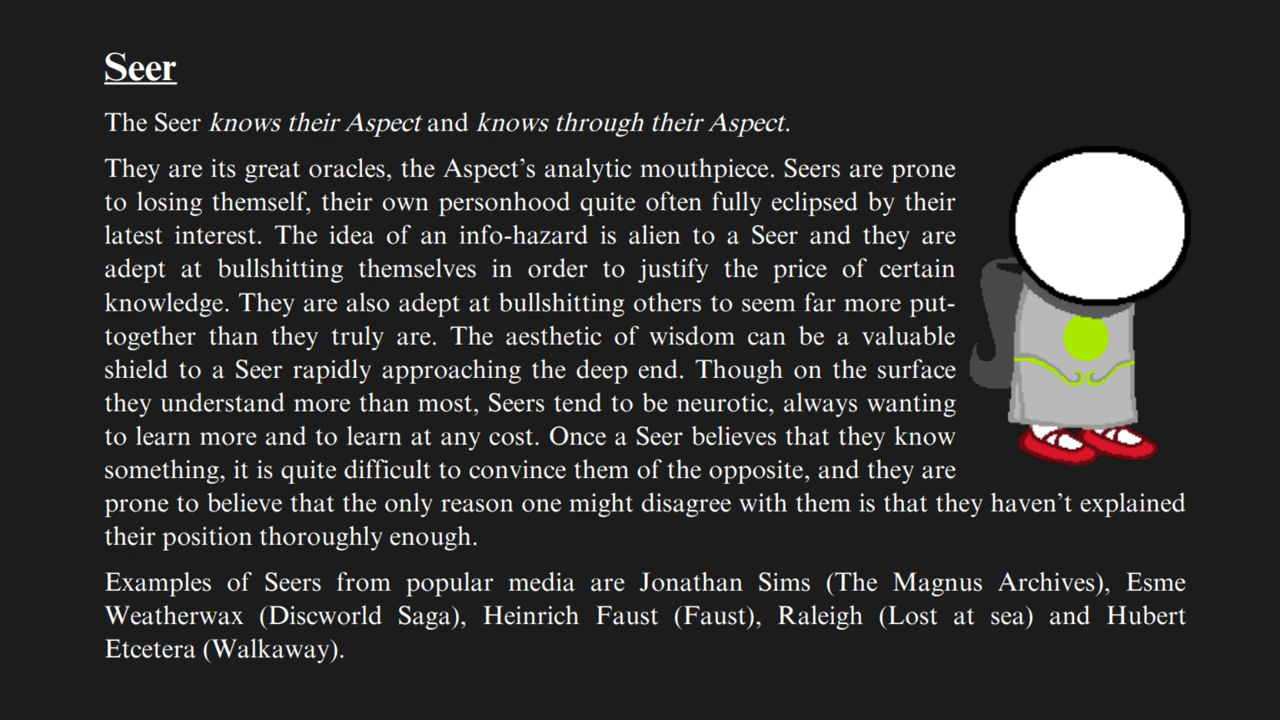 Seer
The Seer knows their Aspect and knows through their Aspect.
They are its great oracles, the Aspect’s analytic mouthpiece. Seers are prone
to losing themself, their own personhood quite often fully eclipsed by their
latest interest. The idea of an info-hazard is alien to a Seer and they are
adept at bullshitting themselves in order to justify the price of certain
knowledge. They are also adept at bullshitting others to seem far more put-
together than they truly are. The aesthetic of wisdom can be a valuable
shield to a Seer rapidly approaching the deep end. Though on the surface
they understand more than most, Seers tend to be neurotic, always wanting
to learn more and to learn at any cost. Once a Seer believes that they know
something, it is quite difficult to convince them of the opposite, and they are
prone to believe that the only reason one might disagree with them is that they haven’t explained
their position thoroughly enough.
Examples of Seers from popular media are Jonathan Sims (The Magnus Archives), Esme
Weatherwax (Discworld Saga), Heinrich Faust (Faust), Raleigh (Lost at sea) and Hubert
Etcetera (Walkaway).